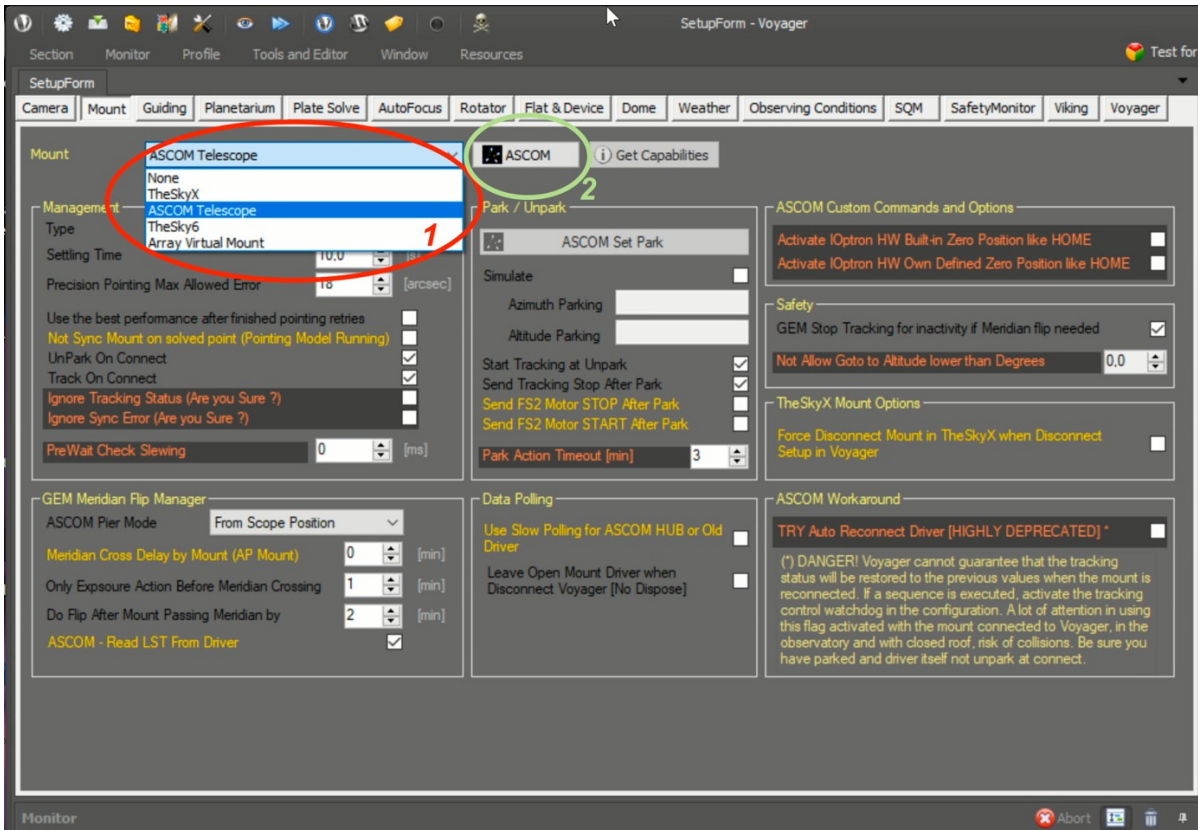 SetupForm - Voyager
Section Monitor Profile Tools and Editor Window Resources
Test for
SetupForm
Camera Mount Guiding Planetarium Plate Solve AutoFocus Rotator Flat & Device Dome Weather Observing Conditions SQM SafetyMonitor Viking Voyager
Mount
ASCOM Telescope
ASCOM
Get Capabilities
None
TheSkyX
ASCOM Telescope
TheSky6
Array Virtual Mount
1
2
Management
Type
Settling Time 10,0 [s]
Precision Pointing Max Allowed Error 18 [arcsec]
Use the best performance after finished pointing retries
Not Sync Mount on solved point (Pointing Model Running)
UnPark On Connect
Track On Connect
Ignore Tracking Status (Are you Sure ?)
Ignore Sync Error (Are you Sure ?)
PreWait Check Slewing 0 [ms]
Park / Unpark
ASCOM Set Park
Simulate
Azimuth Parking
Altitude Parking
Start Tracking at Unpark
Send Tracking Stop After Park
Send FS2 Motor STOP After Park
Send FS2 Motor START After Park
Park Action Timeout [min] 3
ASCOM Custom Commands and Options
Activate IOptron HW Built-in Zero Position like HOME
Activate IOptron HW Own Defined Zero Position like HOME
Safety
GEM Stop Tracking for inactivity if Meridian flip needed
Not Allow Goto to Altitude lower than Degrees 0,0
TheSkyX Mount Options
Force Disconnect Mount in TheSkyX when Disconnect
Setup in Voyager
GEM Meridian Flip Manager
ASCOM Pier Mode From Scope Position
Meridian Cross Delay by Mount (AP Mount) 0 [min]
Only Expsoure Action Before Meridian Crossing 1 [min]
Do Flip After Mount Passing Meridian by 2 [min]
ASCOM - Read LST From Driver
Data Polling
Use Slow Polling for ASCOM HUB or Old
Driver
Leave Open Mount Driver when
Disconnect Voyager [No Dispose]
ASCOM Workaround
TRY Auto Reconnect Driver [HIGHLY DEPRECATED] *
(*) DANGER! Voyager cannot guarantee that the tracking
status will be restored to the previous values when the mount is
reconnected. If a sequence is executed, activate the tracking
control watchdog in the configuration. A lot of attention in using
this flag activated with the mount connected to Voyager, in the
observatory and with closed roof, risk of collisions. Be sure you
have parked and driver itself not unpark at connect.
Monitor
Abort